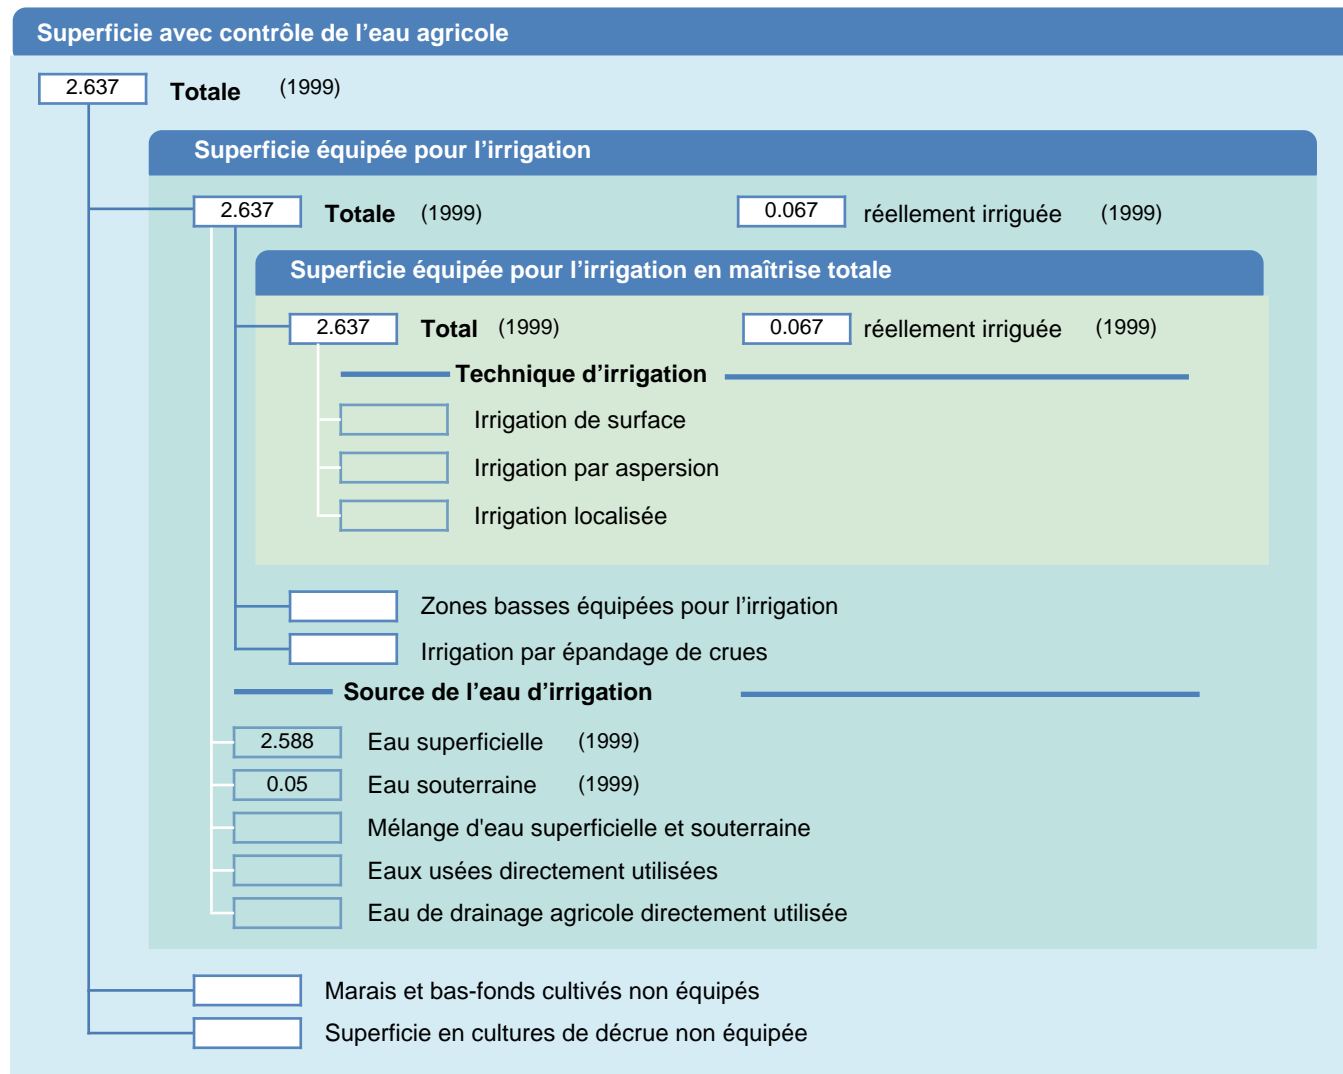 Superficie avec contrôle de l'eau agricole
2.637 Totale (1999)
Superficie équipée pour l'irrigation
2.637 Totale (1999) 0.067 réellement irriguée (1999)
Superficie équipée pour l'irrigation en maîtrise totale
2.637 Total (1999) 0.067 réellement irriguée (1999)
Technique d'irrigation
Irrigation de surface
Irrigation par aspersion
Irrigation localisée
Zones basses équipées pour l'irrigation
Irrigation par épandage de crues
Source de l'eau d'irrigation
2.588 Eau superficielle (1999)
0.05 Eau souterraine (1999)
Mélange d'eau superficielle et souterraine
Eaux usées directement utilisées
Eau de drainage agricole directement utilisée
Marais et bas-fonds cultivés non équipés
Superficie en cultures de décrue non équipée